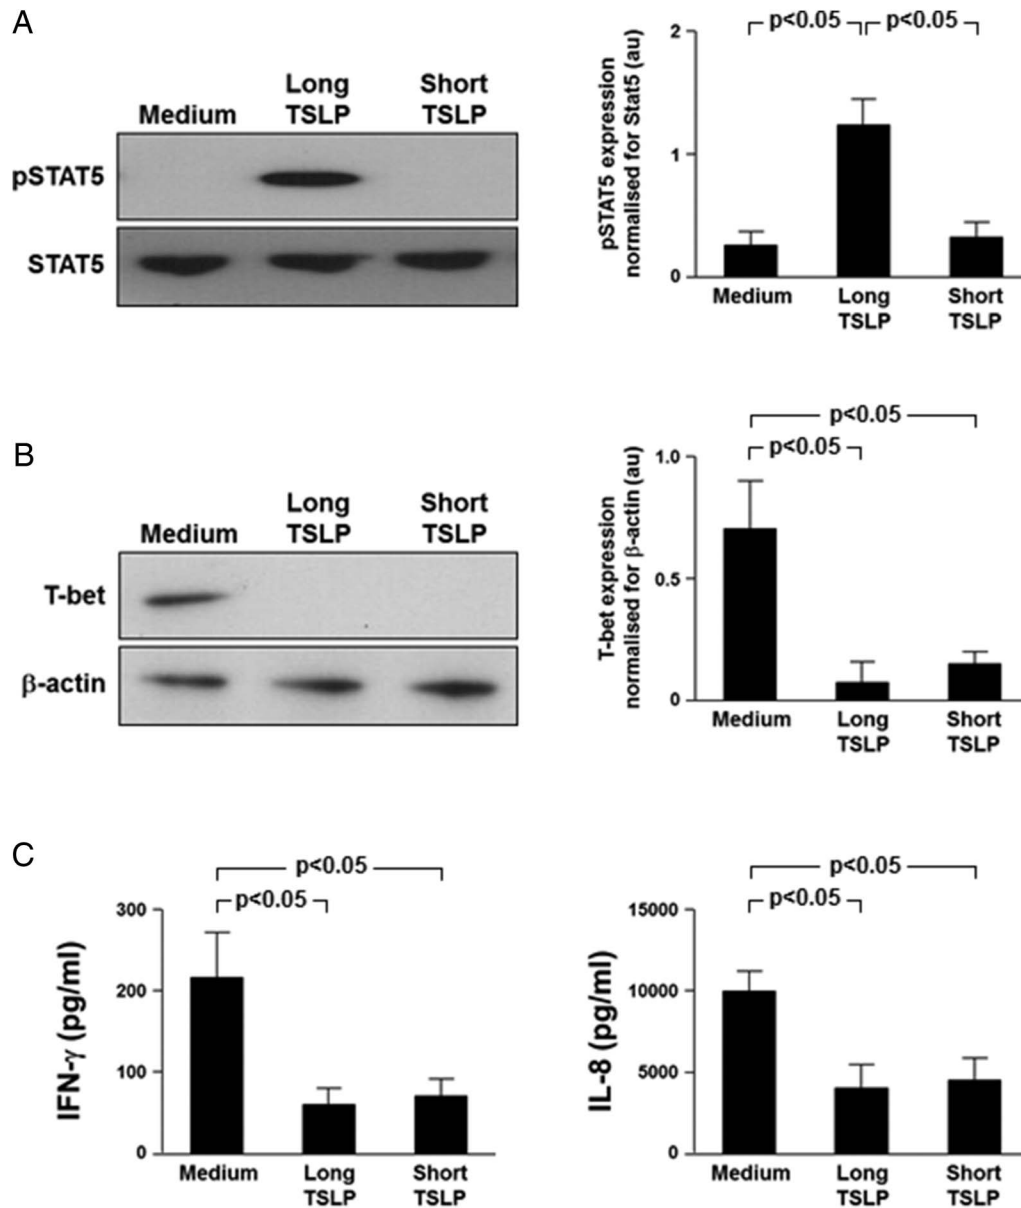 A
Medium
Long
TSLP
Short
TSLP
pSTAT5
STAT5
pSTAT5 expression
normalised for Stat5 (au)
p<0.05
p<0.05
2
1
0
Medium
Long
TSLP
Short
TSLP
B
Medium
Long
TSLP
Short
TSLP
T-bet
β-actin
T-bet expression
normalised for β-actin (au)
p<0.05
p<0.05
1.0
0.5
0
Medium
Long
TSLP
Short
TSLP
C
IFN-γ (pg/ml)
p<0.05
p<0.05
300
200
100
0
Medium
Long
TSLP
Short
TSLP
IL-8 (pg/ml)
p<0.05
p<0.05
15000
10000
5000
0
Medium
Long
TSLP
Short
TSLP